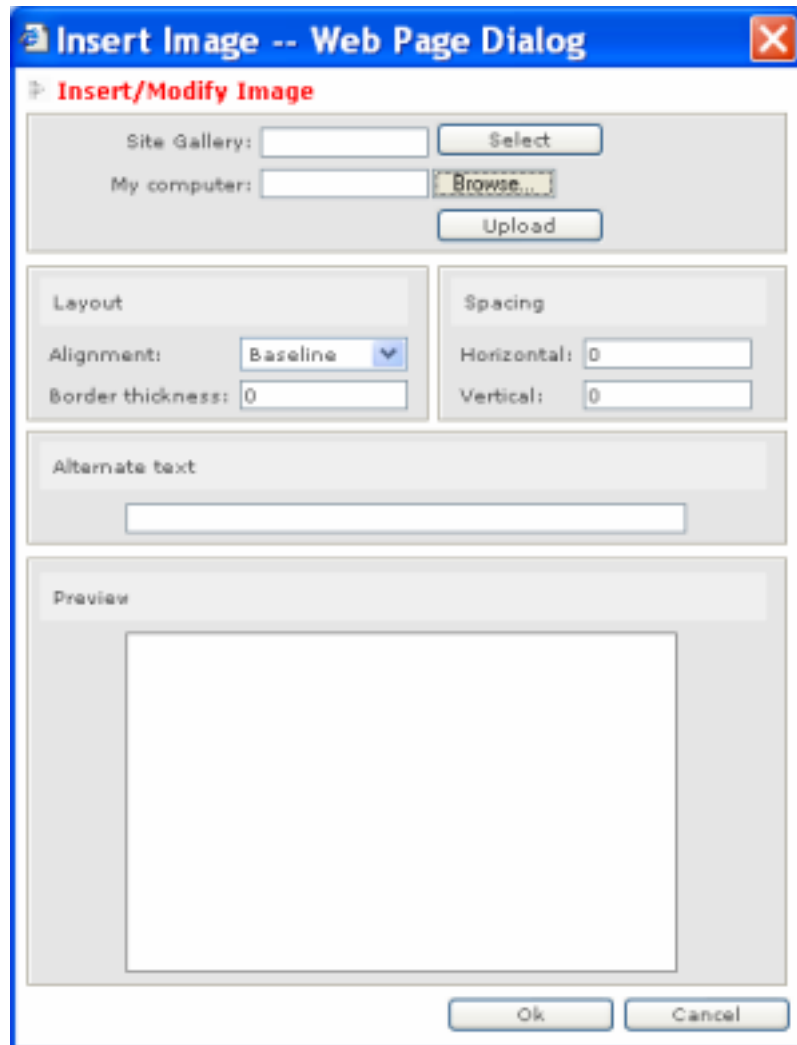 Insert Image -- Web Page Dialog
Insert/Modify Image
Site Gallery: Select
My computer: Browse...
Upload
Layout
Alignment: Baseline
Border thickness: 0
Spacing
Horizontal: 0
Vertical: 0
Alternate text
Preview
Ok Cancel